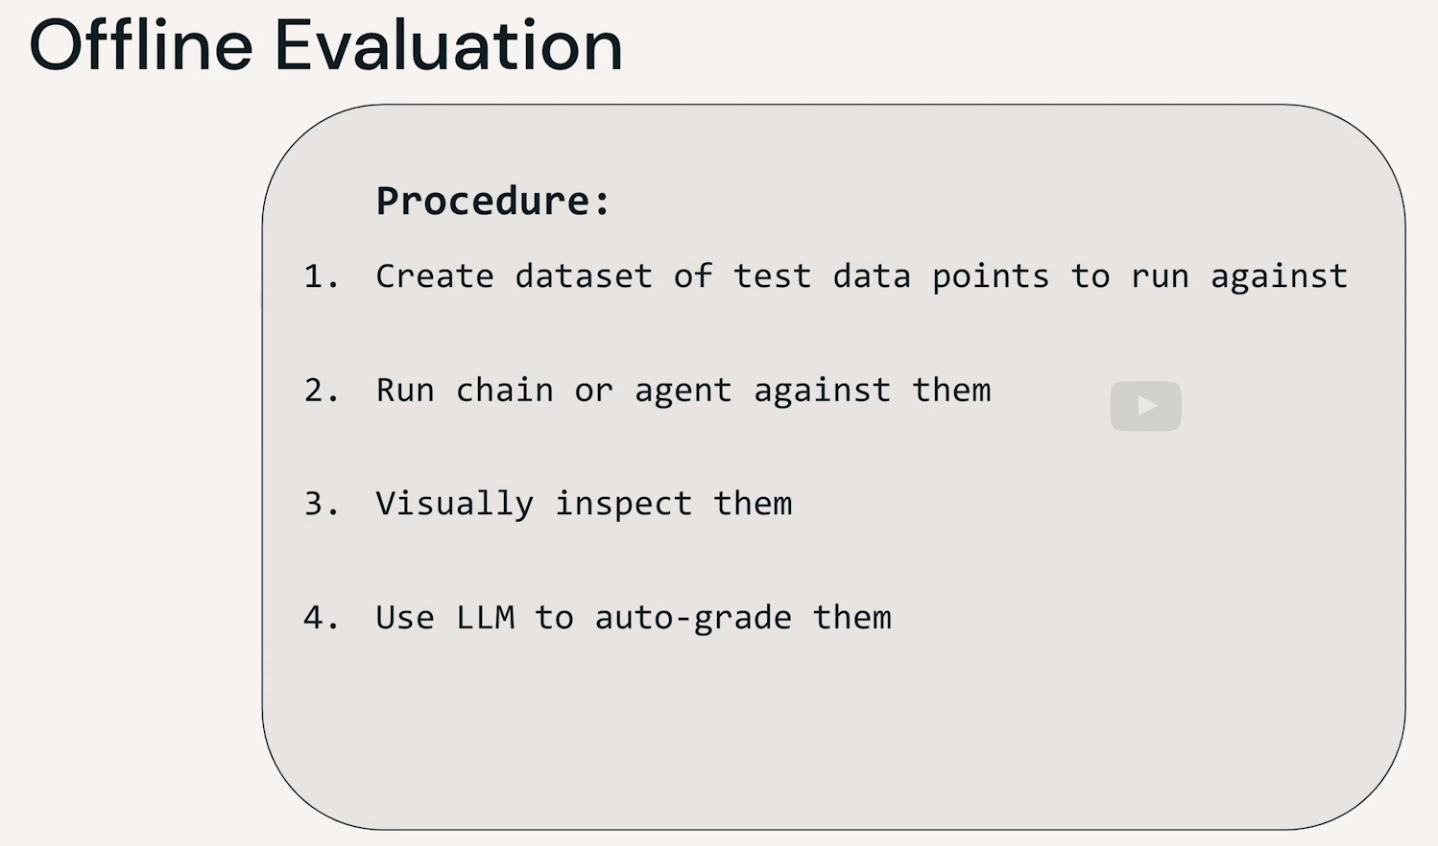 Offline Evaluation
Procedure:
1. Create dataset of test data points to run against
2. Run chain or agent against them
3. Visually inspect them
4. Use LLM to auto-grade them